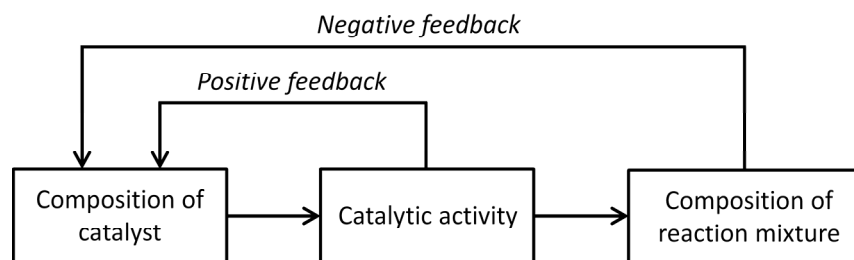 Negative feedback
Positive feedback
Composition of
catalyst
Catalytic activity
Composition of
reaction mixture